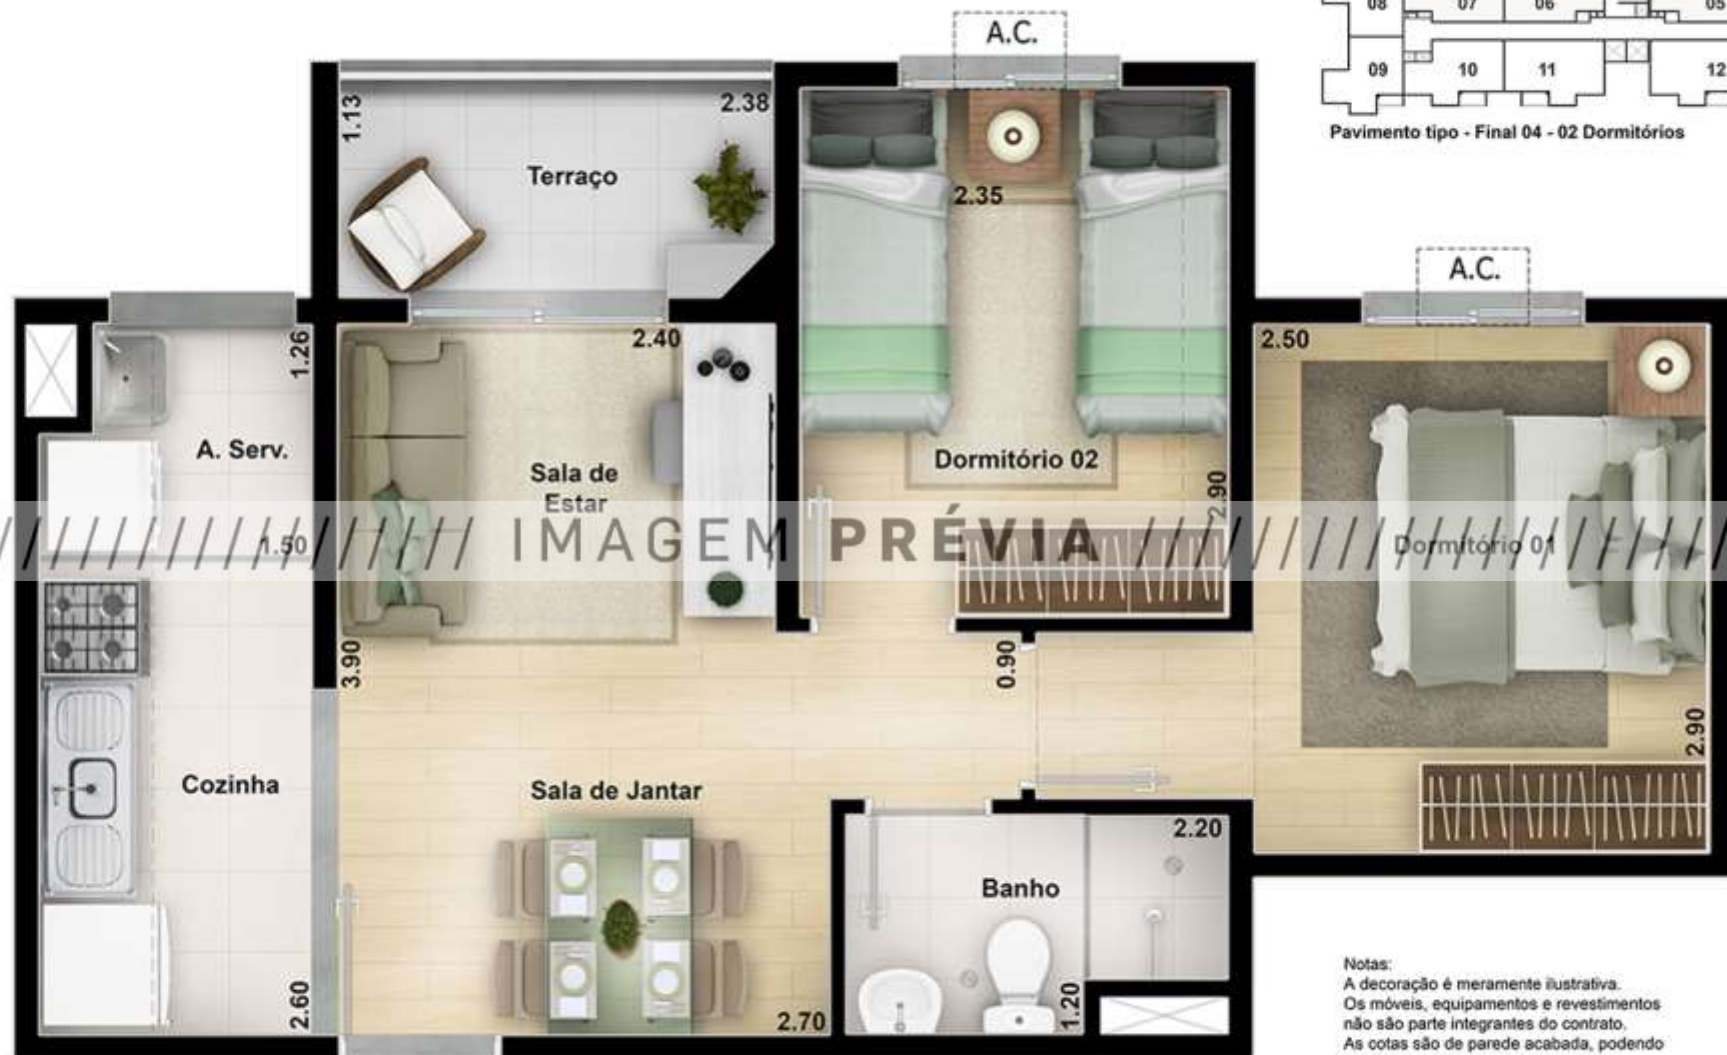 A.C.
08 07 06 05
09 10 11 12
Pavimento tipo - Final 04 - 02 Dormitórios
1.13
2.38
Terraço
2.35
A.C.
1.26
2.40
2.50
A. Serv.
Sala de
Estar
Dormitório 02
2.90
1.50
///////// IMAGEM PRÉVIA /////////
Dormitório 01
3.90
0.90
2.90
Cozinha
Sala de Jantar
2.20
Banho
2.60
2.70
1.20
Notas:
A decoração é meramente ilustrativa.
Os móveis, equipamentos e revestimentos
não são parte integrantes do contrato.
As cotas são de parede acabada, podendo